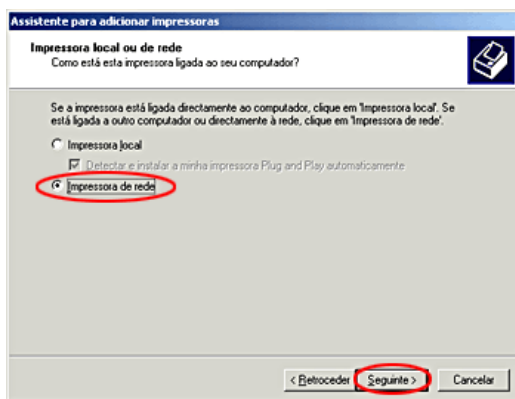 Assistente para adicionar impressoras
Impressora local ou de rede
Como está esta impressora ligada ao seu computador?
Se a impressora está ligada directamente ao computador, clique em 'Impressora local'. Se
está ligada a outro computador ou directamente à rede, clique em 'Impressora de rede'.
Impressora local
Detectar e instalar a minha impressora Plug and Play automaticamente
Impressora de rede
< Retroceder Seguinte > Cancelar